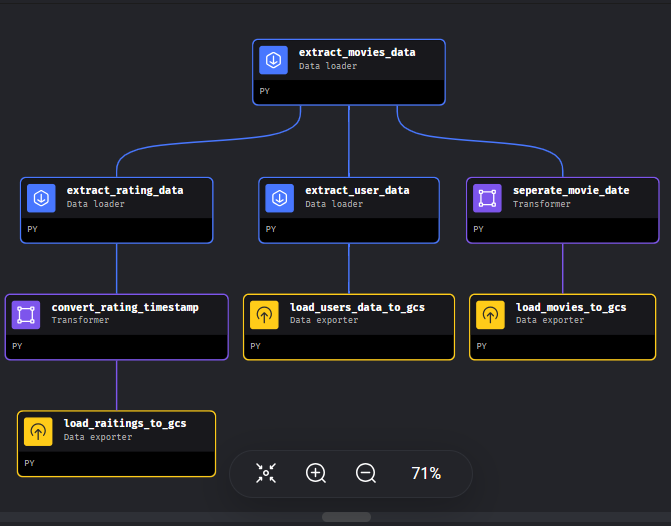 extract_movies_data
Data loader
PY
extract_rating_data
Data loader
PY
extract_user_data
Data loader
PY
seperate_movie_date
Transformer
PY
convert_rating_timestamp
Transformer
PY
load_users_data_to_gcs
Data exporter
PY
load_movies_to_gcs
Data exporter
PY
load_raitings_to_gcs
Data exporter
PY
71%